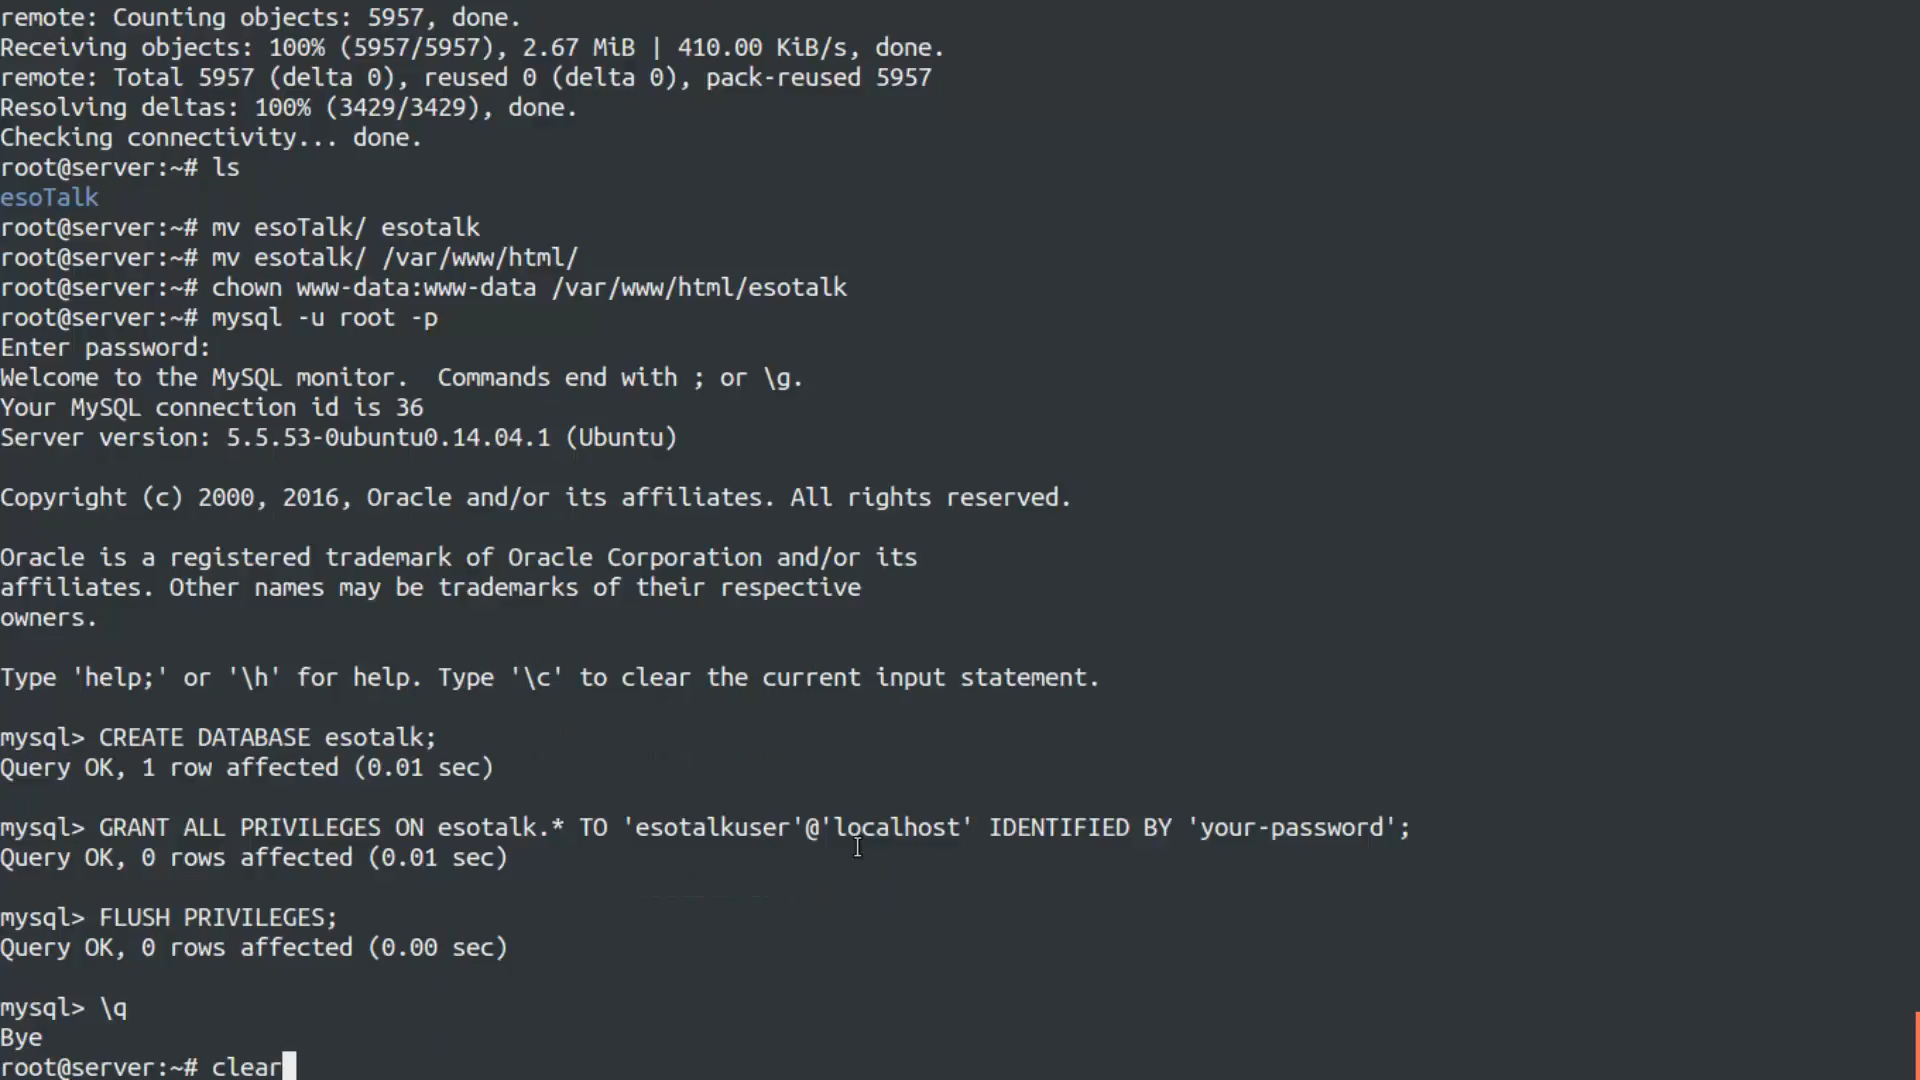 remote: Counting objects: 5957, done.
Receiving objects: 100% (5957/5957), 2.67 MiB | 410.00 KiB/s, done.
remote: Total 5957 (delta 0), reused 0 (delta 0), pack-reused 5957
Resolving deltas: 100% (3429/3429), done.
Checking connectivity... done.
root@server:~# ls
esoTalk
root@server:~# mv esoTalk/ esotalk
root@server:~# mv esotalk/ /var/www/html/
root@server:~# chown www-data:www-data /var/www/html/esotalk
root@server:~# mysql -u root -p
Enter password:
Welcome to the MySQL monitor.  Commands end with ; or \g.
Your MySQL connection id is 36
Server version: 5.5.53-0ubuntu0.14.04.1 (Ubuntu)
Copyright (c) 2000, 2016, Oracle and/or its affiliates. All rights reserved.
Oracle is a registered trademark of Oracle Corporation and/or its
affiliates. Other names may be trademarks of their respective
owners.
Type 'help;' or '\h' for help. Type '\c' to clear the current input statement.
mysql> CREATE DATABASE esotalk;
Query OK, 1 row affected (0.01 sec)
mysql> GRANT ALL PRIVILEGES ON esotalk.* TO 'esotalkuser'@'localhost' IDENTIFIED BY 'your-password';
Query OK, 0 rows affected (0.01 sec)
mysql> FLUSH PRIVILEGES;
Query OK, 0 rows affected (0.00 sec)
mysql> \q
Bye
root@server:~# clear